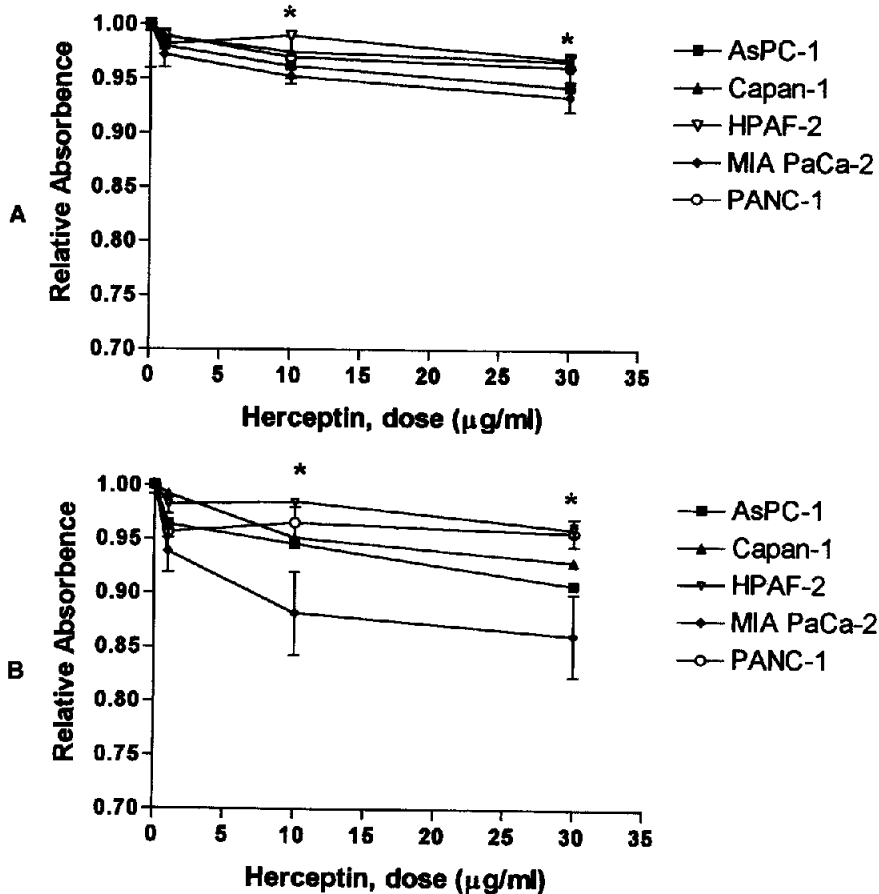 A
Relative Absorbence
1.00
0.95
0.90
0.85
0.80
0.75
0.70
*
*
0 5 10 15 20 25 30 35
Herceptin, dose (μg/ml)
AsPC-1
Capan-1
HPAF-2
MIA PaCa-2
PANC-1
B
Relative Absorbence
1.00
0.95
0.90
0.85
0.80
0.75
0.70
*
*
0 5 10 15 20 25 30 35
Herceptin, dose (μg/ml)
AsPC-1
Capan-1
HPAF-2
MIA PaCa-2
PANC-1